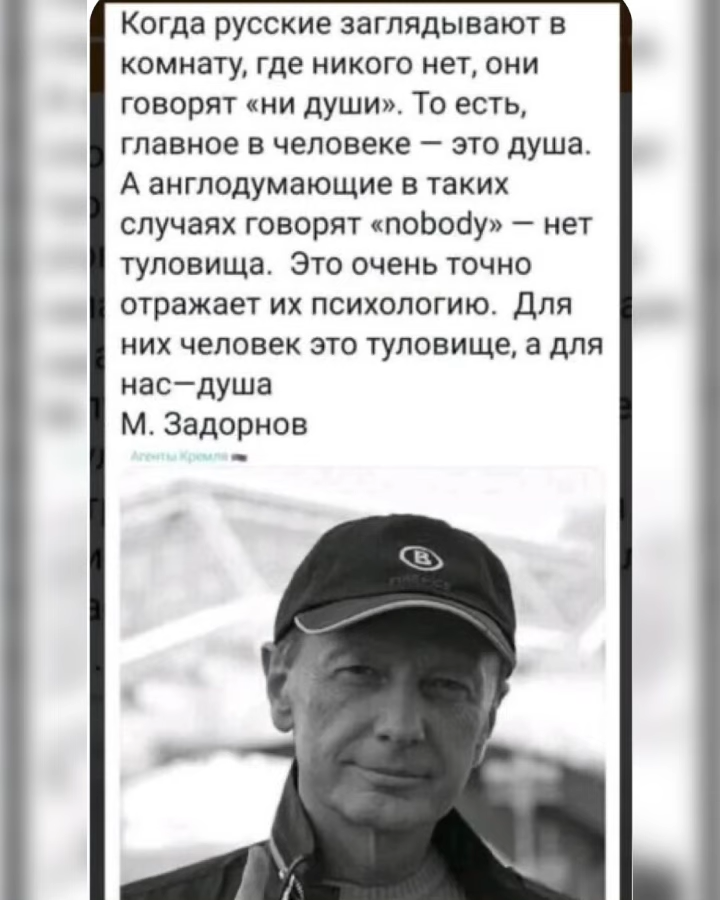 Когда русские заглядывают в
комнату, где никого нет, они
говорят «ни души». То есть,
главное в человеке — это душа.
А англодумающие в таких
случаях говорят «nobody» — нет
туловища. Это очень точно
отражает их психологию. Для
них человек это туловище, а для
нас—душа
М. Задорнов
Агенты Кремля
B